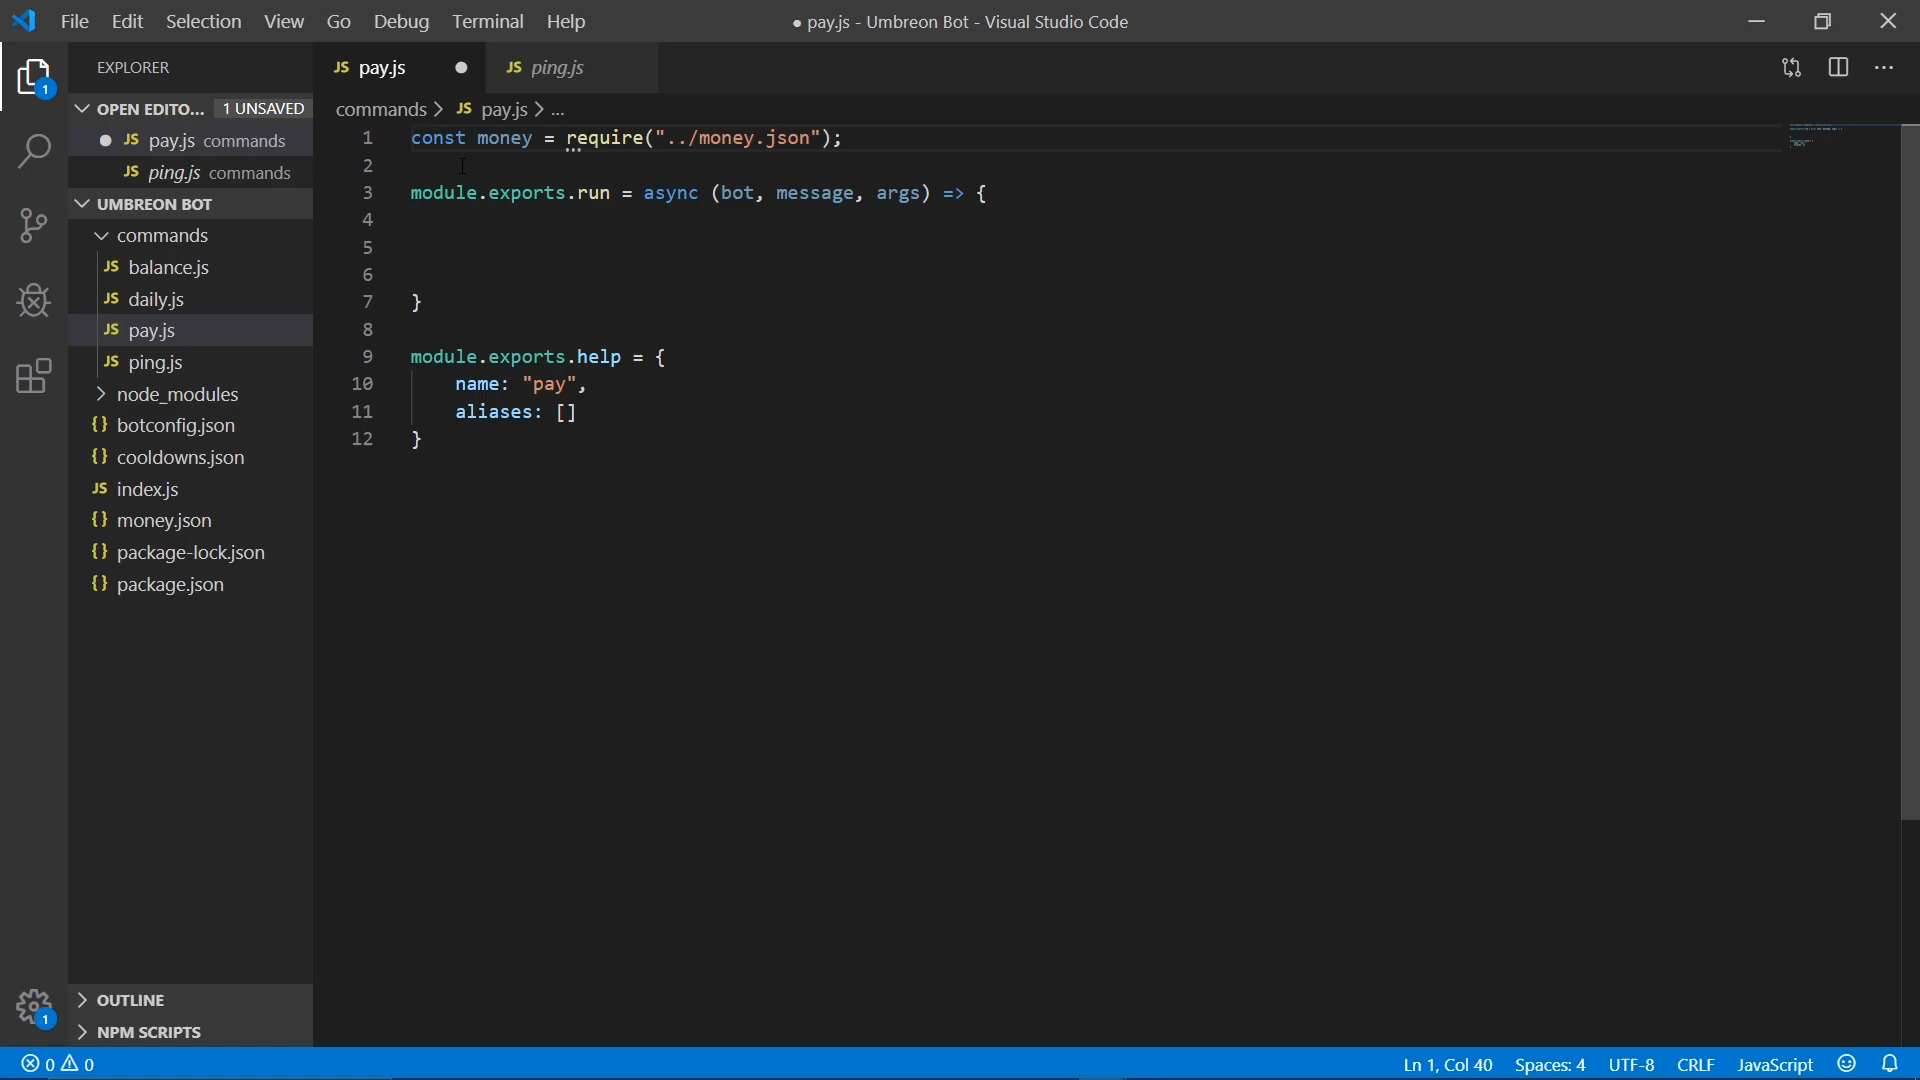 File Edit Selection View Go Debug Terminal Help
● pay.js - Umbreon Bot - Visual Studio Code
EXPLORER
OPEN EDITO... 1 UNSAVED
● JS pay.js commands
JS ping.js commands
UMBREON BOT
commands
JS balance.js
JS daily.js
JS pay.js
JS ping.js
node_modules
{} botconfig.json
{} cooldowns.json
JS index.js
{} money.json
{} package-lock.json
{} package.json
OUTLINE
NPM SCRIPTS
1
1
JS pay.js ●
JS ping.js
commands > JS pay.js > ...
1 const money = require("../money.json");
2
3 module.exports.run = async (bot, message, args) => {
4
5
6
7 }
8
9 module.exports.help = {
10 name: "pay",
11 aliases: []
12 }
0 0
Ln 1, Col 40 Spaces: 4 UTF-8 CRLF JavaScript